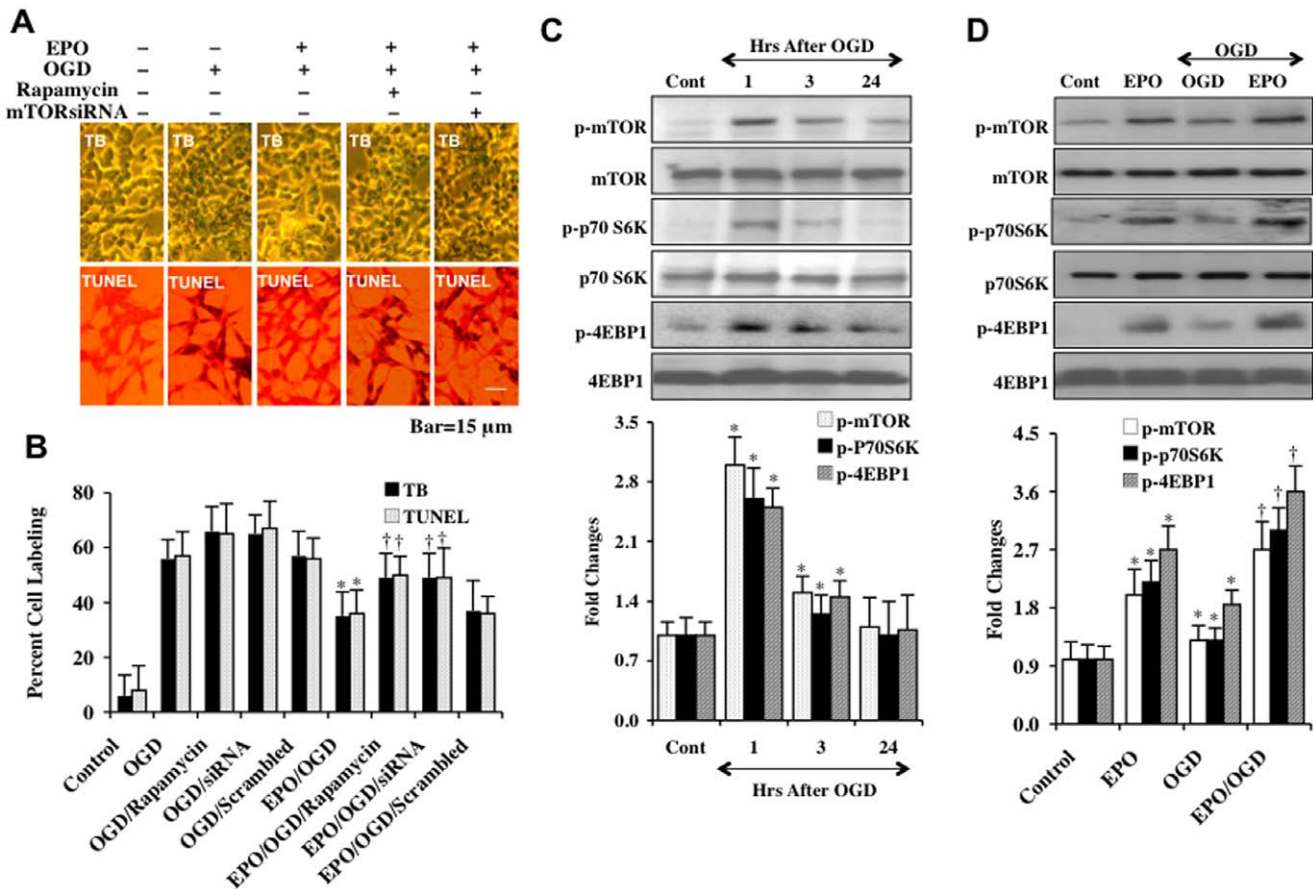 A
EPO – – + + +
OGD – + + + +
Rapamycin – – – + –
mTORsiRNA – – – – +
TB TB TB TB TB
TUNEL TUNEL TUNEL TUNEL TUNEL
Bar=15 µm
B
Percent Cell Labeling
80
60
40
20
0
TB
TUNEL
* * † † † †
Control
OGD
OGD/Rapamycin
OGD/siRNA
OGD/Scrambled
EPO/OGD
EPO/OGD/Rapamycin
EPO/OGD/siRNA
EPO/OGD/Scrambled
C
Hrs After OGD
Cont 1 3 24
p-mTOR
mTOR
p-p70 S6K
p70 S6K
p-4EBP1
4EBP1
Fold Changes
3.5
2.8
2.1
1.4
0.7
0.0
p-mTOR
p-P70S6K
p-4EBP1
* * * * * *
Cont 1 3 24
Hrs After OGD
D
OGD
Cont EPO OGD EPO
p-mTOR
mTOR
p-p70S6K
p70S6K
p-4EBP1
4EBP1
Fold Changes
4.5
3.6
2.7
1.8
0.9
0.0
p-mTOR
p-p70S6K
p-4EBP1
* * * * * * † † †
Control
EPO
OGD
EPO/OGD